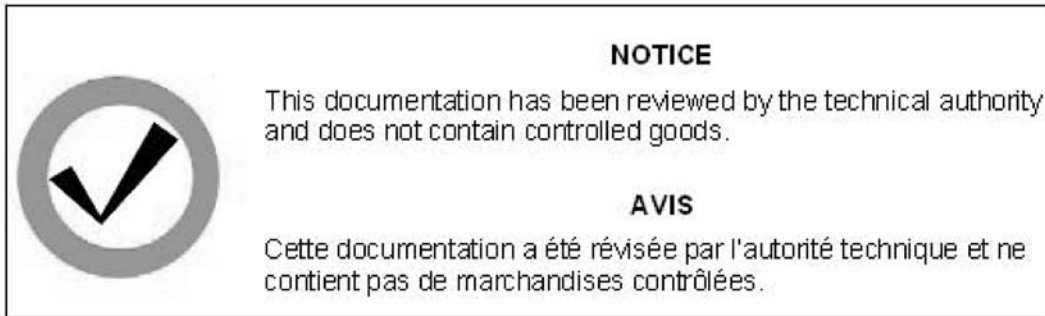 NOTICE
This documentation has been reviewed by the technical authority
and does not contain controlled goods.
AVIS
Cette documentation a été révisée par l'autorité technique et ne
contient pas de marchandises contrôlées.